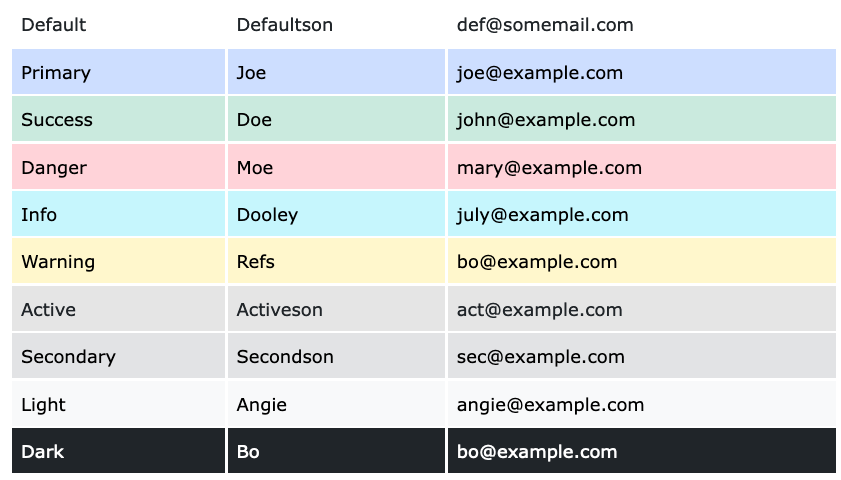 Default Defaultson def@somemail.com
Primary Joe joe@example.com
Success Doe john@example.com
Danger Moe mary@example.com
Info Dooley july@example.com
Warning Refs bo@example.com
Active Activeson act@example.com
Secondary Secondson sec@example.com
Light Angie angie@example.com
Dark Bo bo@example.com